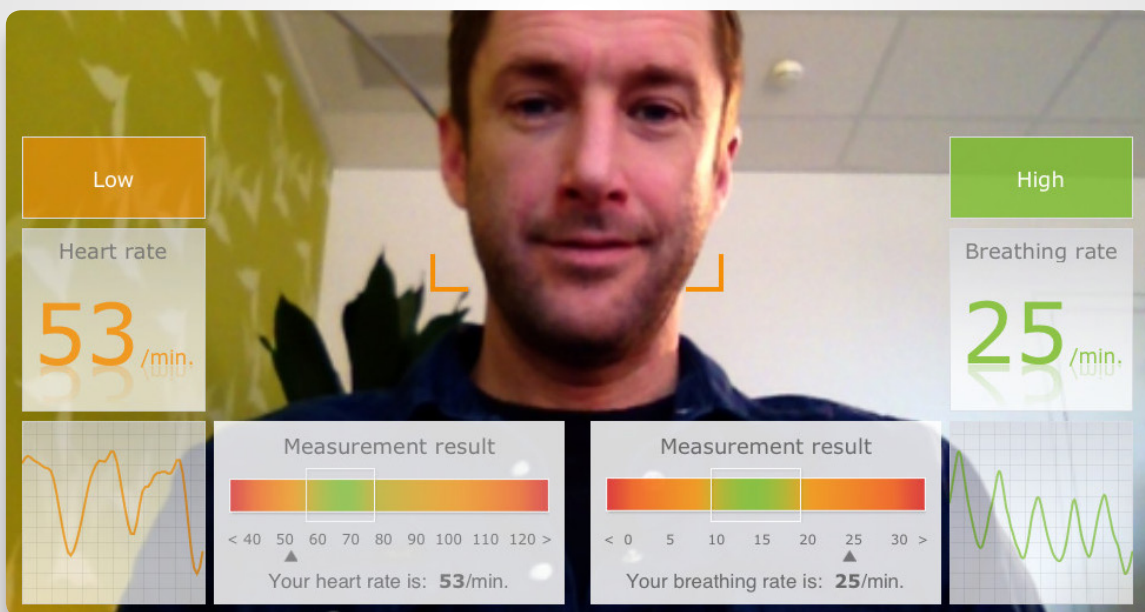 Low
Heart rate
53 /min.
High
Breathing rate
25 /min.
Measurement result
< 40 50 60 70 80 90 100 110 120 >
Your heart rate is: 53/min.
Measurement result
< 0 5 10 15 20 25 30 >
Your breathing rate is: 25/min.